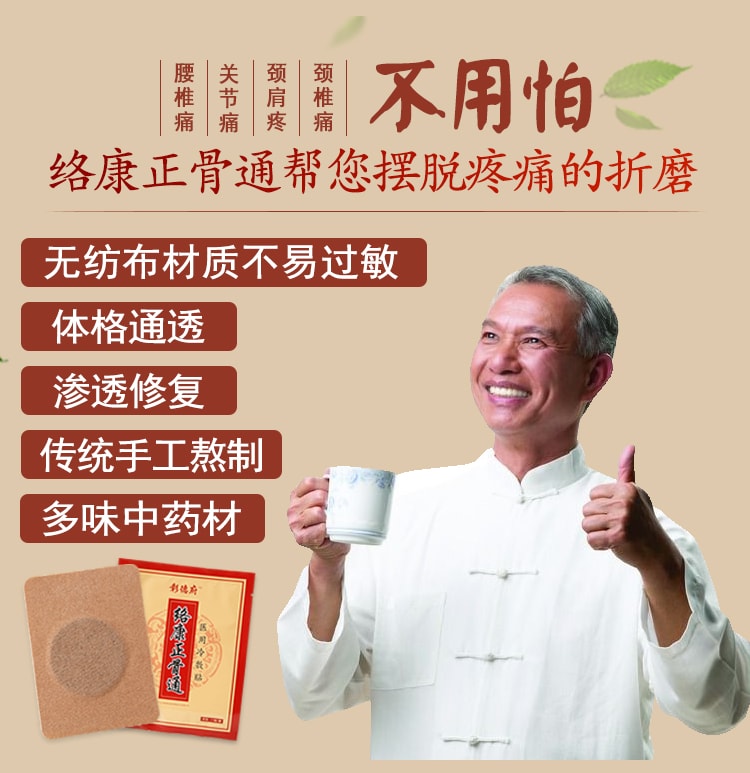 腰椎痛
关节痛
颈肩疼
颈椎痛
不用怕
络康正骨通帮您摆脱疼痛的折磨
无纺布材质不易过敏
体格通透
渗透修复
传统手工熬制
多味中药材
彭德府
医用冷敷贴
络康正骨通